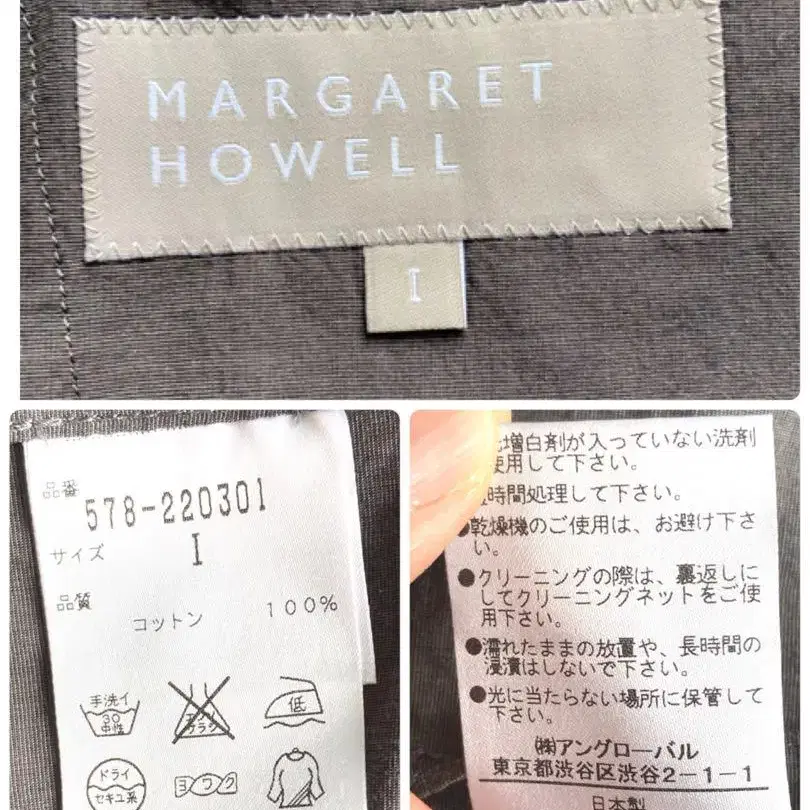 MARGARET
HOWELL
I
品番
578-220301
サイズ
I
品質
コットン 100%
手洗イ
30
中性
エンソ
サラシ
低
ドライ
セキユ系
ヨワク
増白剤が入っていない洗剤
使用して下さい。
時間処理して下さい。
●乾燥機のご使用は、お避け下さ
い。
●クリーニングの際は、裏返しに
してクリーニングネットをご使
用下さい。
●濡れたままの放置や、長時間の
浸漬はしないで下さい。
●光に当たらない場所に保管して
下さい。
㈱アングローバル
東京都渋谷区渋谷2-1-1
日本製